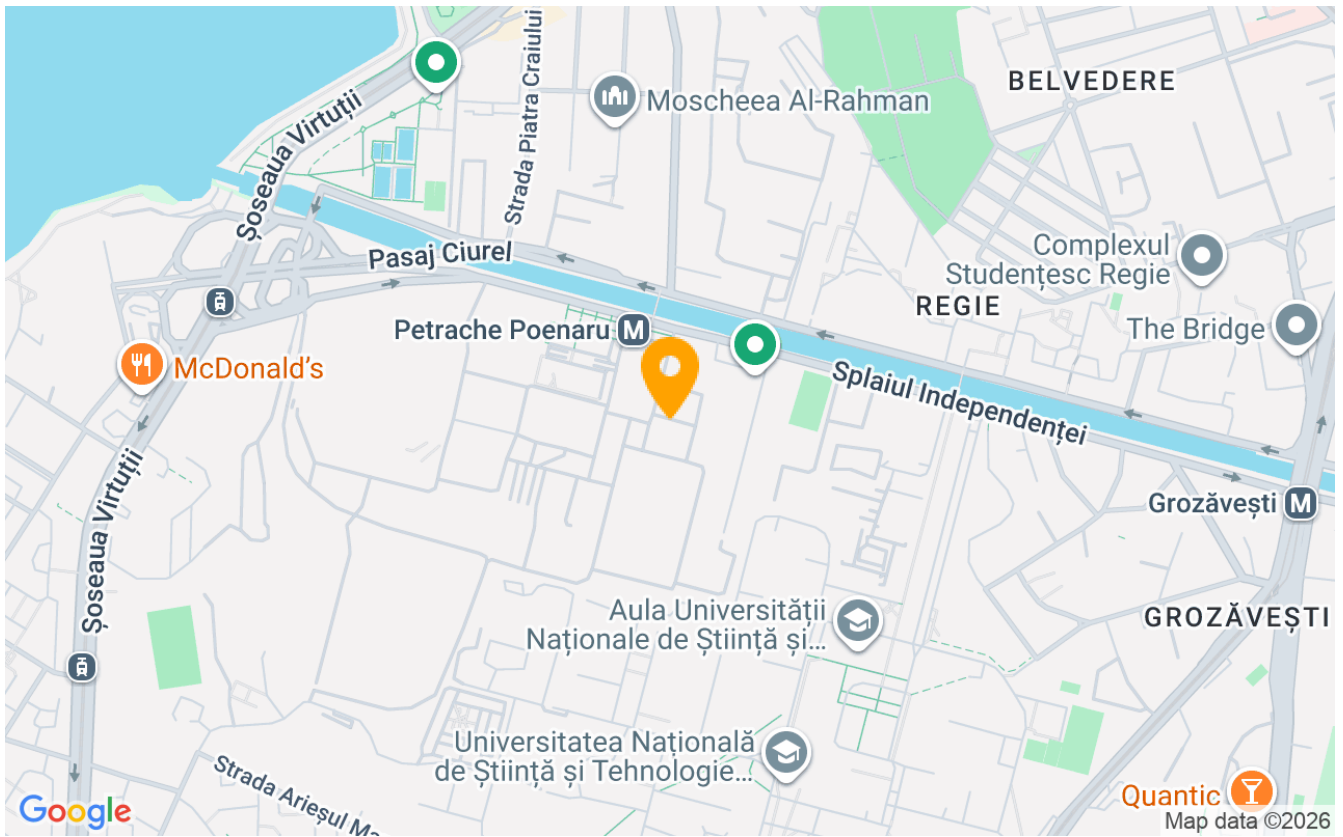 BELVEDERE
Moscheea Al-Rahman
Strada Piatra Craiului
Șoseaua Virtuții
Pasaj Ciurel
Complexul
Studențesc Regie
REGIE
The Bridge
Petrache Poenaru M
McDonald's
Splaiul Independenței
Șoseaua Virtuții
Grozăvești M
Aula Universității
Naționale de Știință și...
GROZĂVEȘTI
Universitatea Națională
de Știință și Tehnologie...
Strada Arieșul Ma
Quantic
Google
Map data ©2026